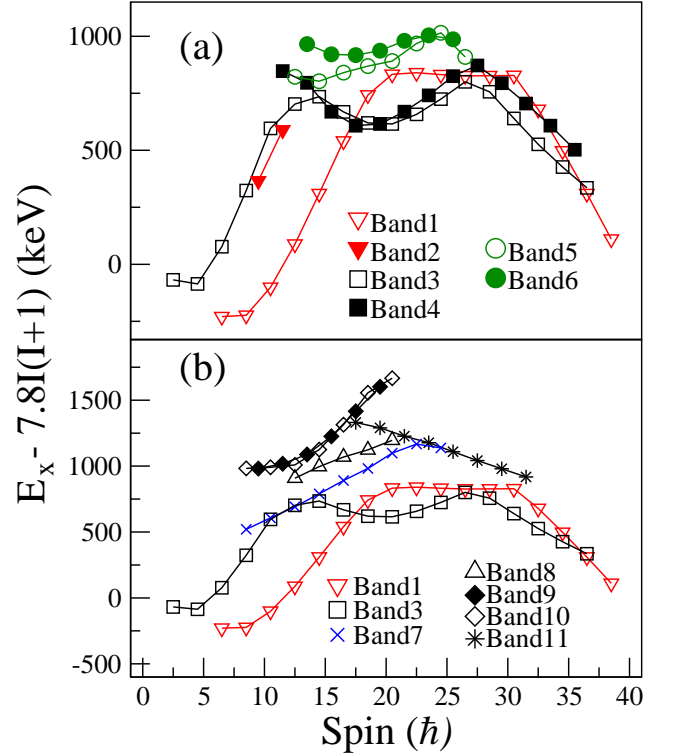 (a)
1000
500
0
Band1
Band2
Band3
Band4
Band5
Band6
E_x - 7.8I(I+1) (keV)
(b)
1500
1000
500
0
-500
Band1
Band3
Band7
Band8
Band9
Band10
Band11
0 5 10 15 20 25 30 35 40
Spin (ℏ)